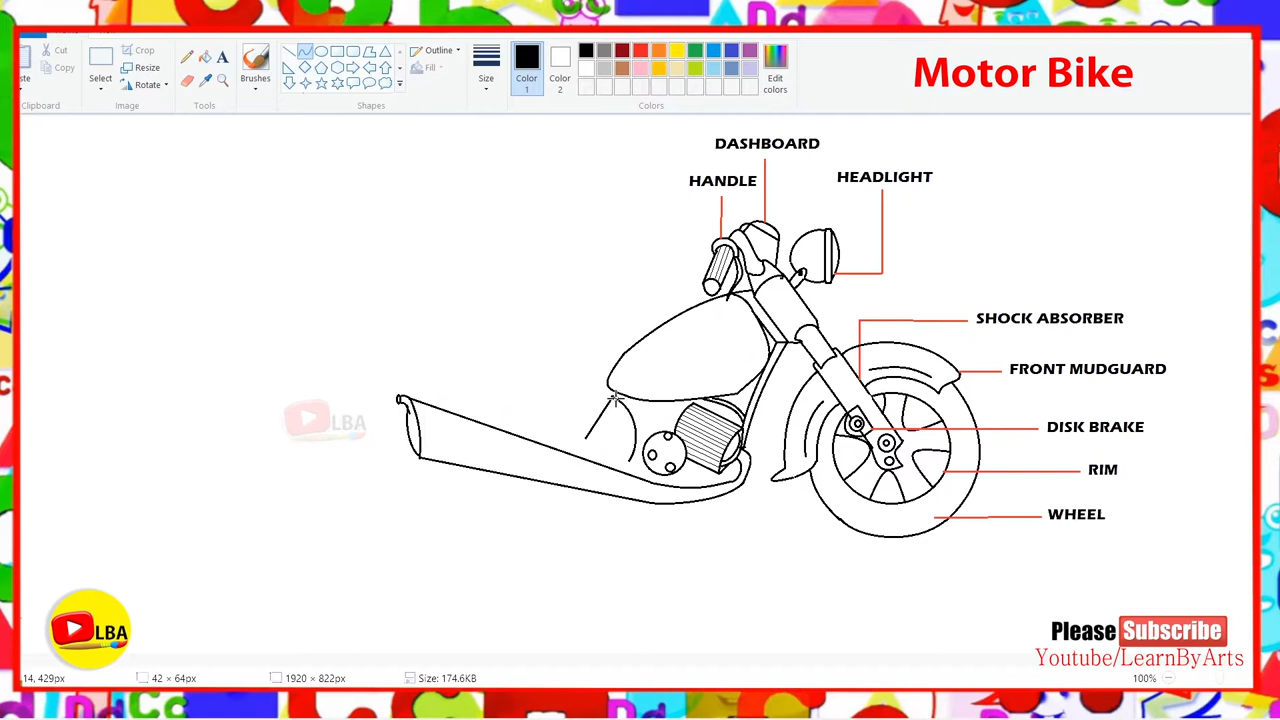 Cut
Copy
ste
Clipboard
Select
Crop
Resize
Rotate
Image
A
Tools
Brushes
Shapes
Outline
Fill
Size
Color
1
Color
2
Edit
colors
Colors
Motor Bike
DASHBOARD
HANDLE
HEADLIGHT
SHOCK ABSORBER
FRONT MUDGUARD
DISK BRAKE
RIM
WHEEL
LBA
LBA
Please Subscribe
Youtube/LearnByArts
14, 429px
42 × 64px
1920 × 822px
Size: 174.6KB
100%